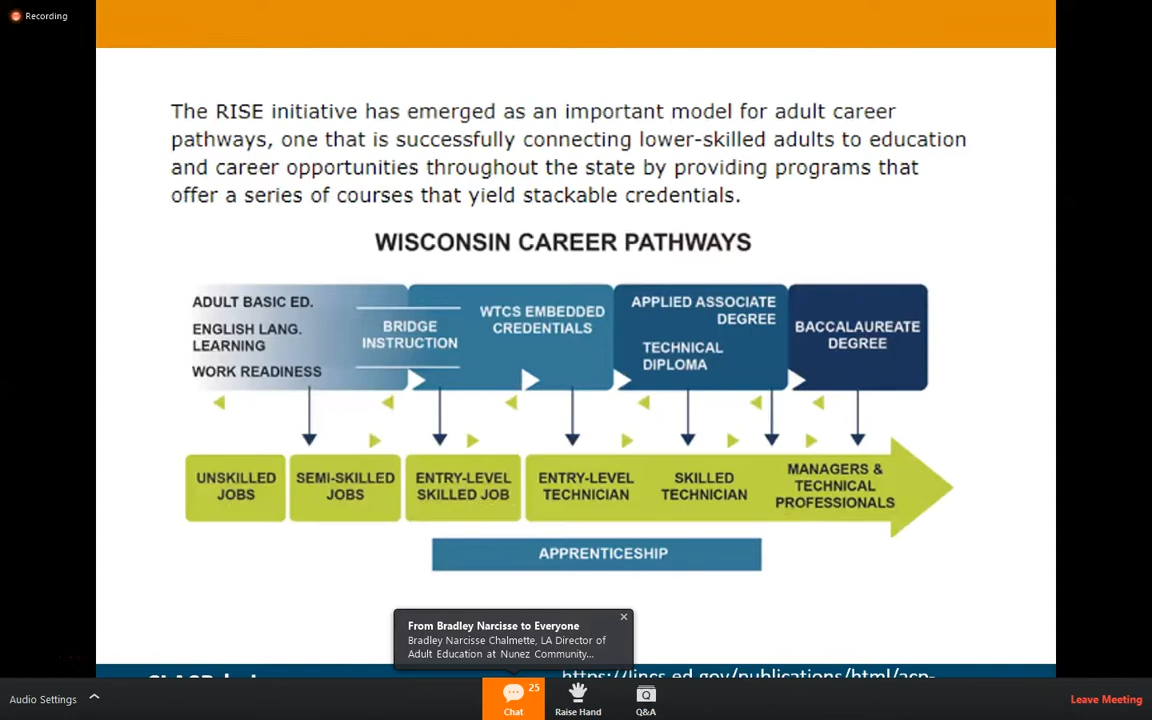 Recording
The RISE initiative has emerged as an important model for adult career
pathways, one that is successfully connecting lower-skilled adults to education
and career opportunities throughout the state by providing programs that
offer a series of courses that yield stackable credentials.
WISCONSIN CAREER PATHWAYS
ADULT BASIC ED.
ENGLISH LANG.
LEARNING
WORK READINESS
BRIDGE
INSTRUCTION
WTCS EMBEDDED
CREDENTIALS
APPLIED ASSOCIATE
DEGREE
TECHNICAL
DIPLOMA
BACCALAUREATE
DEGREE
UNSKILLED
JOBS
SEMI-SKILLED
JOBS
ENTRY-LEVEL
SKILLED JOB
ENTRY-LEVEL
TECHNICIAN
SKILLED
TECHNICIAN
MANAGERS &
TECHNICAL
PROFESSIONALS
APPRENTICESHIP
From Bradley Narcisse to Everyone
Bradley Narcisse Chalmette, LA Director of
Adult Education at Nunez Community...
https://lincs.ed.gov/publications/html/acp-
Audio Settings
25
Chat
Raise Hand
Q
Q&A
Leave Meeting